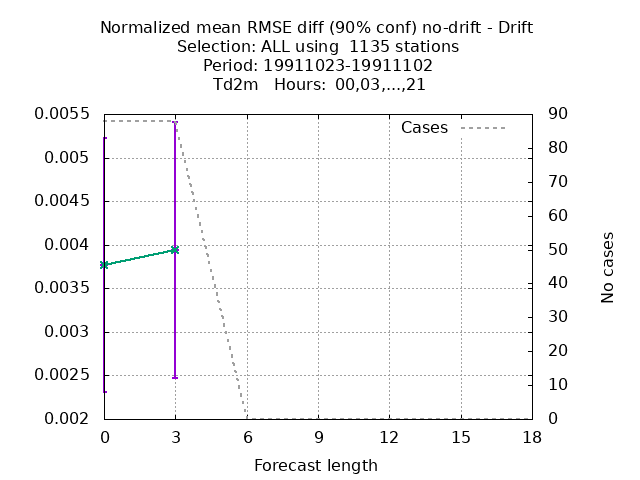 Normalized mean RMSE diff (90% conf) no-drift - Drift
Selection: ALL using  1135 stations
Period: 19911023-19911102
Td2m   Hours:  00,03,...,21
Cases
0.0055
0.005
0.0045
0.004
0.0035
0.003
0.0025
0.002
90
80
70
60
50
40
30
20
10
0
No cases
0 3 6 9 12 15 18
Forecast length